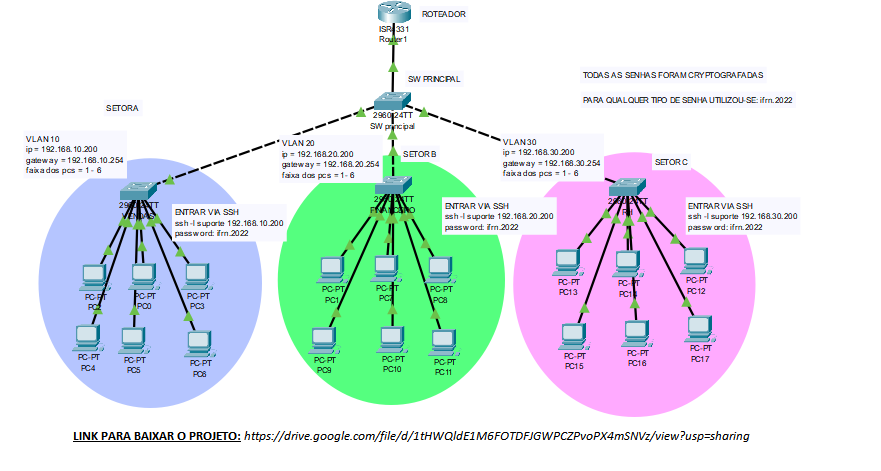 ROTEADOR
ISR4331
Router1
SW PRINCIPAL
2960-24TT
SW principal
TODAS AS SENHAS FORAM CRYPTOGRAFADAS
PARA QUALQUER TIPO DE SENHA UTILIZOU-SE: ifrn.2022
SETOR A
VLAN 10
ip = 192.168.10.200
gateway = 192.168.10.254
faixa dos pcs = 1 - 6
VLAN 20
ip = 192.168.20.200
gateway = 192.168.20.254
faixa dos pcs = 1 - 6
SETOR B
VLAN 30
ip = 192.168.30.200
gateway = 192.168.30.254
faixa dos pcs = 1 - 6
SETOR C
2960-24TT
VENDAS
ENTRAR VIA SSH
ssh -l suporte 192.168.10.200
password: ifrn.2022
2960-24TT
FINANCEIRO
ENTRAR VIA SSH
ssh -l suporte 192.168.20.200
password: ifrn.2022
2960-24TT
RH
ENTRAR VIA SSH
ssh -l suporte 192.168.30.200
password: ifrn.2022
PC-PT
PC2
PC-PT
PC0
PC-PT
PC3
PC-PT
PC4
PC-PT
PC5
PC-PT
PC6
PC-PT
PC1
PC-PT
PC7
PC-PT
PC8
PC-PT
PC9
PC-PT
PC10
PC-PT
PC11
PC-PT
PC13
PC-PT
PC14
PC-PT
PC12
PC-PT
PC15
PC-PT
PC16
PC-PT
PC17
LINK PARA BAIXAR O PROJETO: https://drive.google.com/file/d/1tHWQldE1M6FOTDFJGWPCZPvoPX4mSNVz/view?usp=sharing